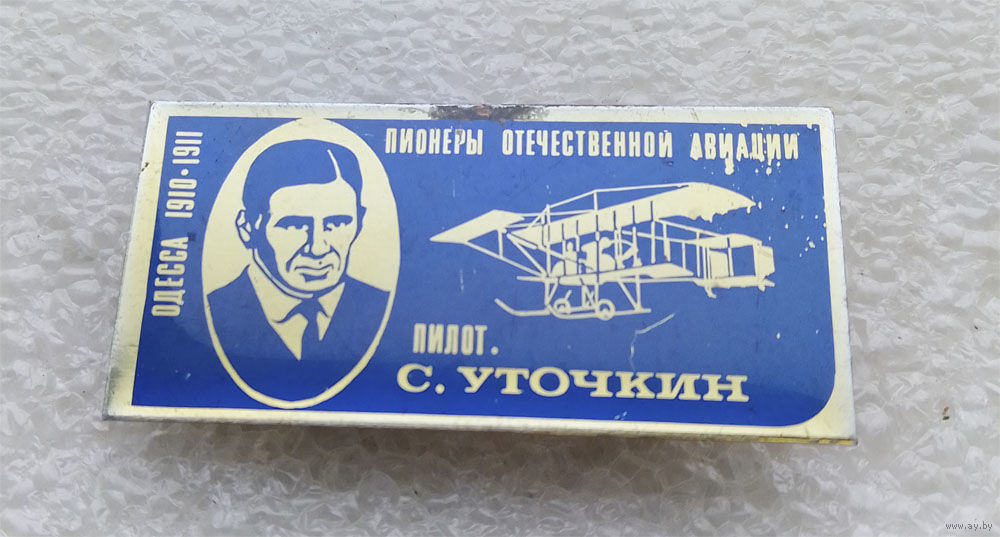 ОДЕССА 1910·1911
ПИОНЕРЫ ОТЕЧЕСТВЕННОЙ АВИАЦИИ
ПИЛОТ.
С. УТОЧКИН
www.ay.by